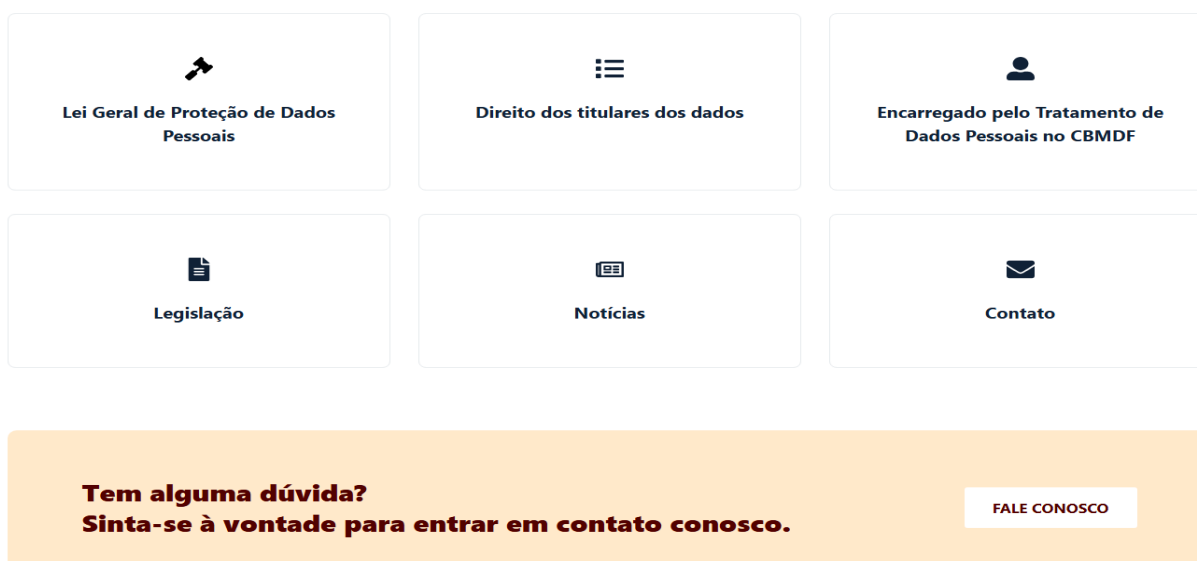 Lei Geral de Proteção de Dados
Pessoais
Direito dos titulares dos dados
Encarregado pelo Tratamento de
Dados Pessoais no CBMDF
Legislação
Notícias
Contato
Tem alguma dúvida?
Sinta-se à vontade para entrar em contato conosco.
FALE CONOSCO